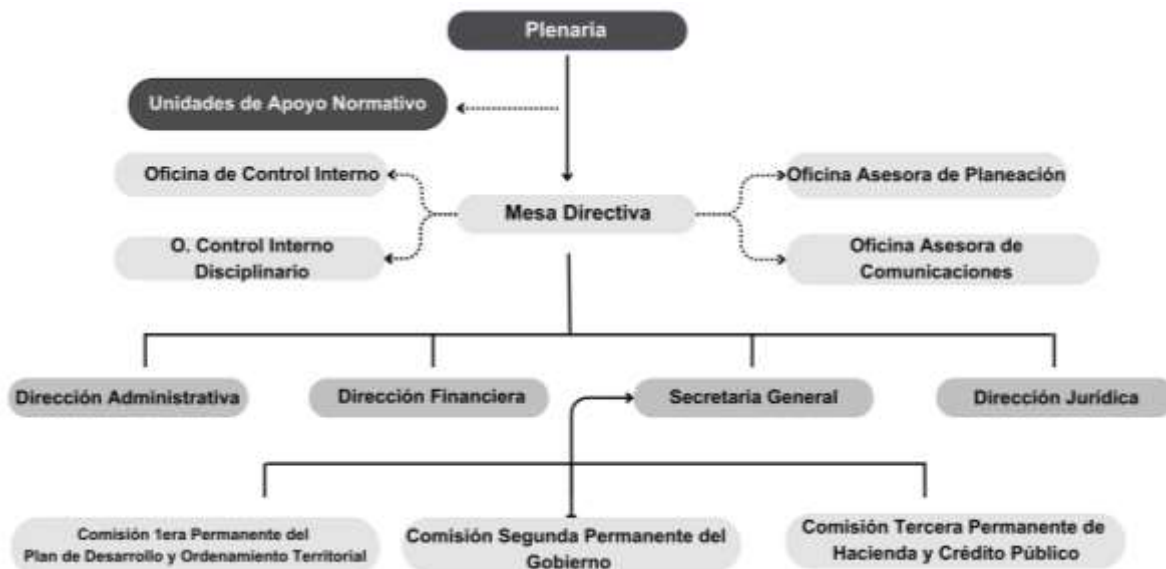 Plenaria
Unidades de Apoyo Normativo
Oficina de Control Interno
Oficina Asesora de Planeación
Mesa Directiva
O. Control Interno
Disciplinario
Oficina Asesora de
Comunicaciones
Dirección Administrativa
Dirección Financiera
Secretaria General
Dirección Jurídica
Comisión 1era Permanente del
Plan de Desarrollo y Ordenamiento Territorial
Comisión Segunda Permanente del
Gobierno
Comisión Tercera Permanente de
Hacienda y Crédito Público